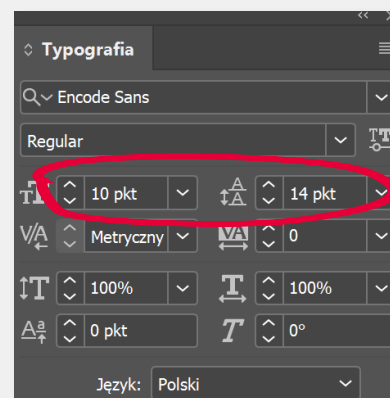 Typografia
Encode Sans
Regular
10 pkt 14 pkt
Metryczny 0
100% 100%
0 pkt 0°
Język: Polski